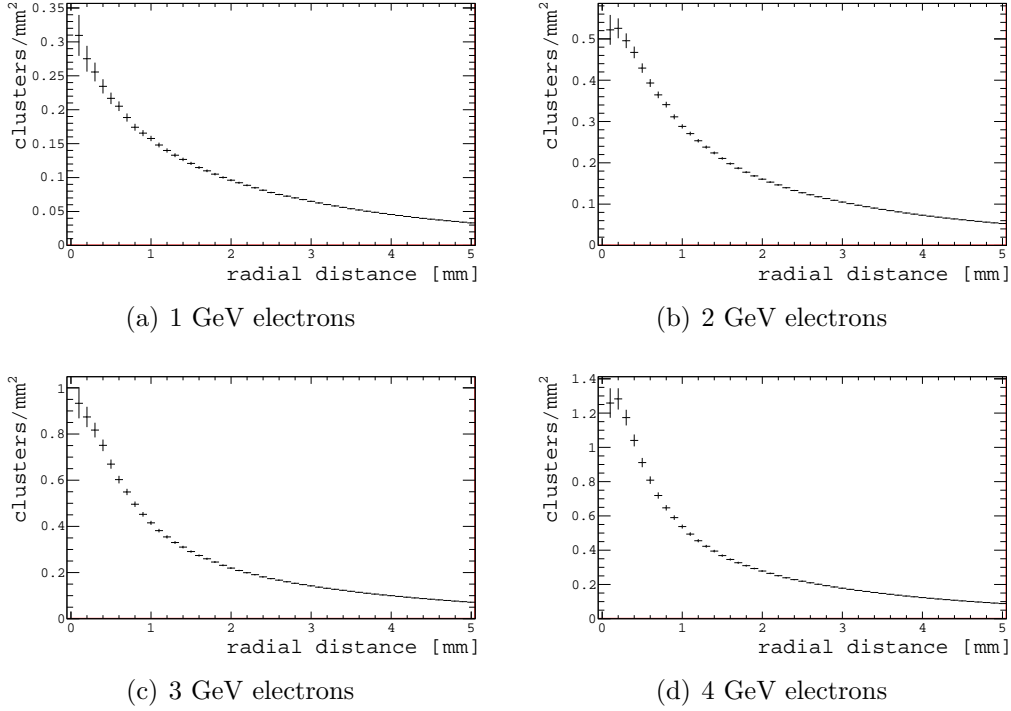 clusters/mm²
0.35
0.3
0.25
0.2
0.15
0.1
0.05
0
0 1 2 3 4 5
radial distance [mm]
(a) 1 GeV electrons
clusters/mm²
0.5
0.4
0.3
0.2
0.1
0
0 1 2 3 4 5
radial distance [mm]
(b) 2 GeV electrons
clusters/mm²
1
0.8
0.6
0.4
0.2
0
0 1 2 3 4 5
radial distance [mm]
(c) 3 GeV electrons
clusters/mm²
1.4
1.2
1
0.8
0.6
0.4
0.2
0
0 1 2 3 4 5
radial distance [mm]
(d) 4 GeV electrons